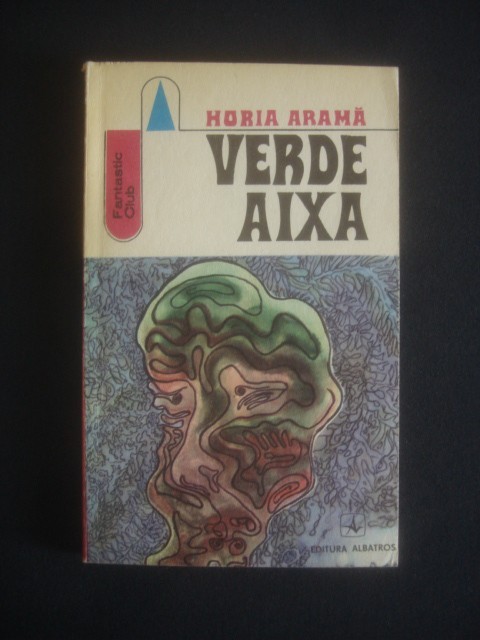 HORIA ARAMĂ
VERDE
AIXA
Fantastic
Club
EDITURA ALBATROS